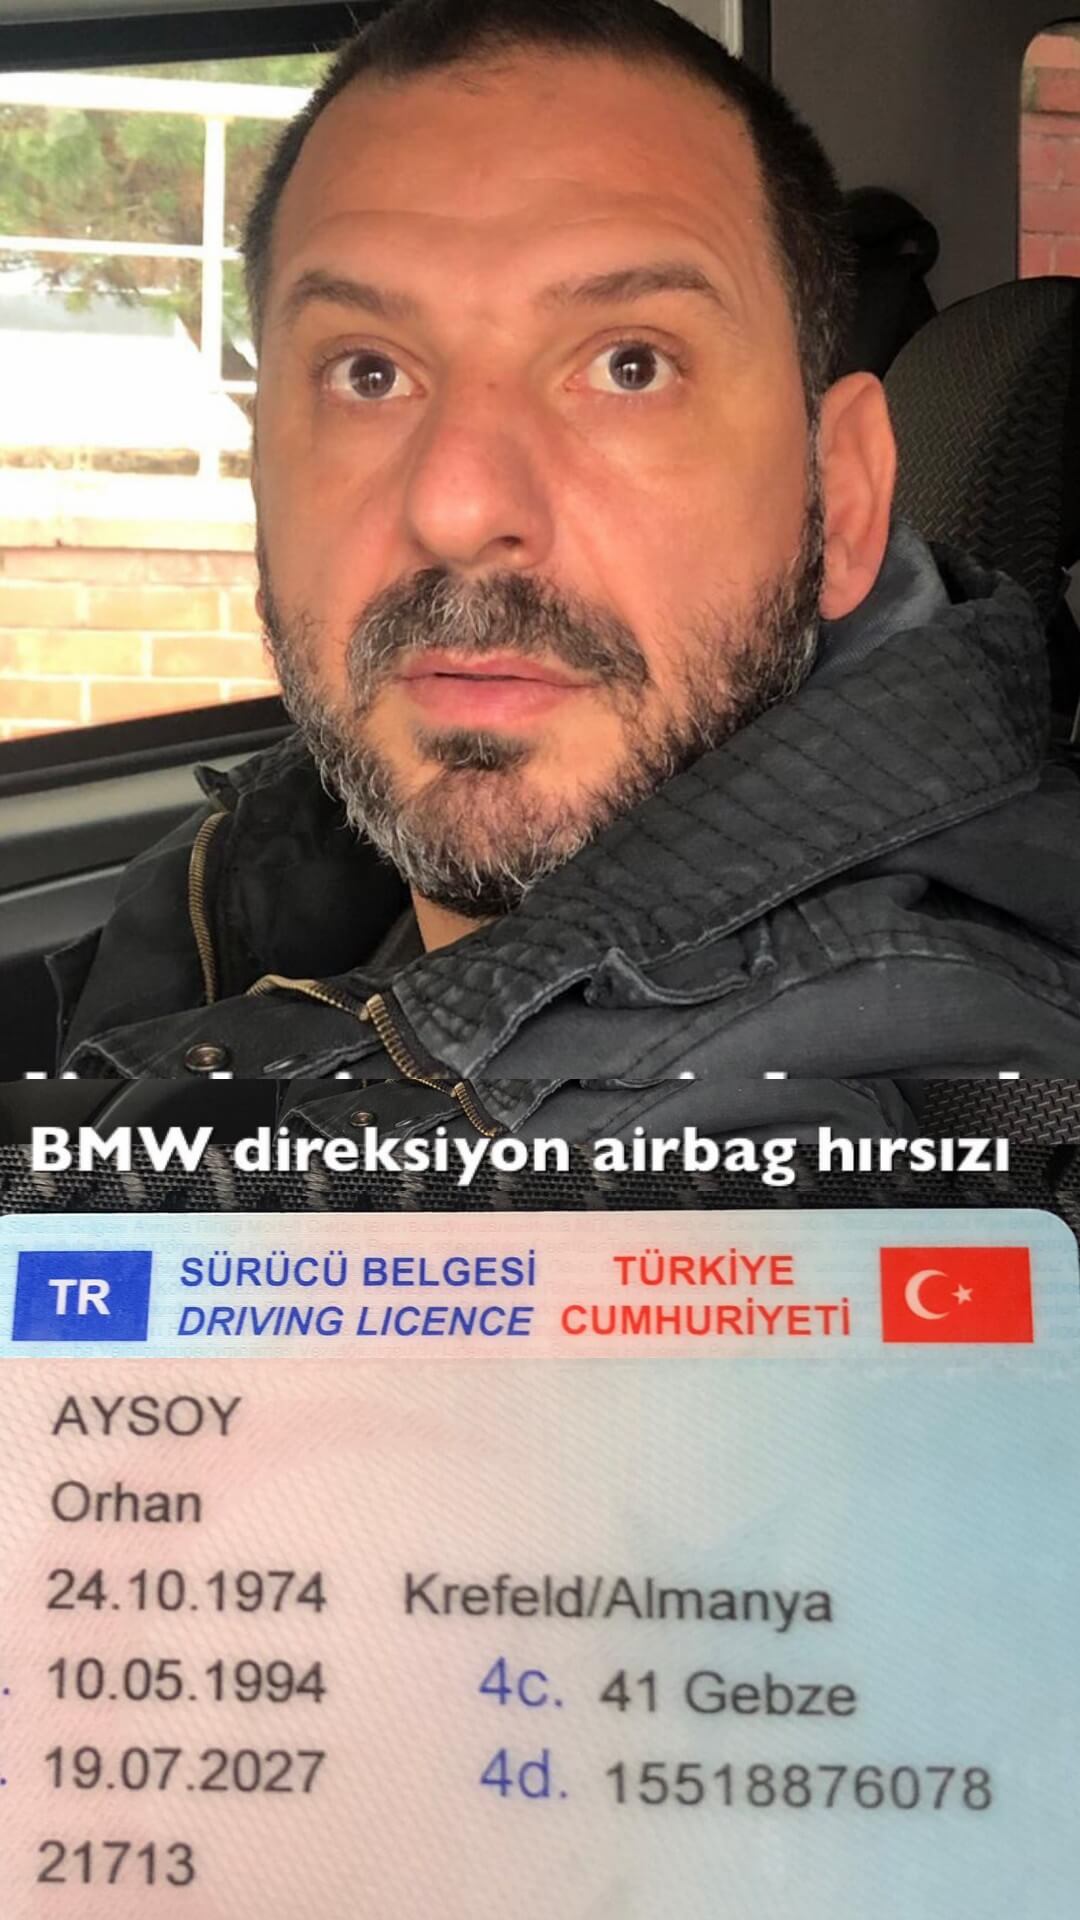 BMW direksiyon airbag hırsızı
TR SÜRÜCÜ BELGESİ TÜRKİYE
DRIVING LICENCE CUMHURİYETİ
AYSOY
Orhan
24.10.1974 Krefeld/Almanya
10.05.1994 4c. 41 Gebze
19.07.2027 4d. 15518876078
21713